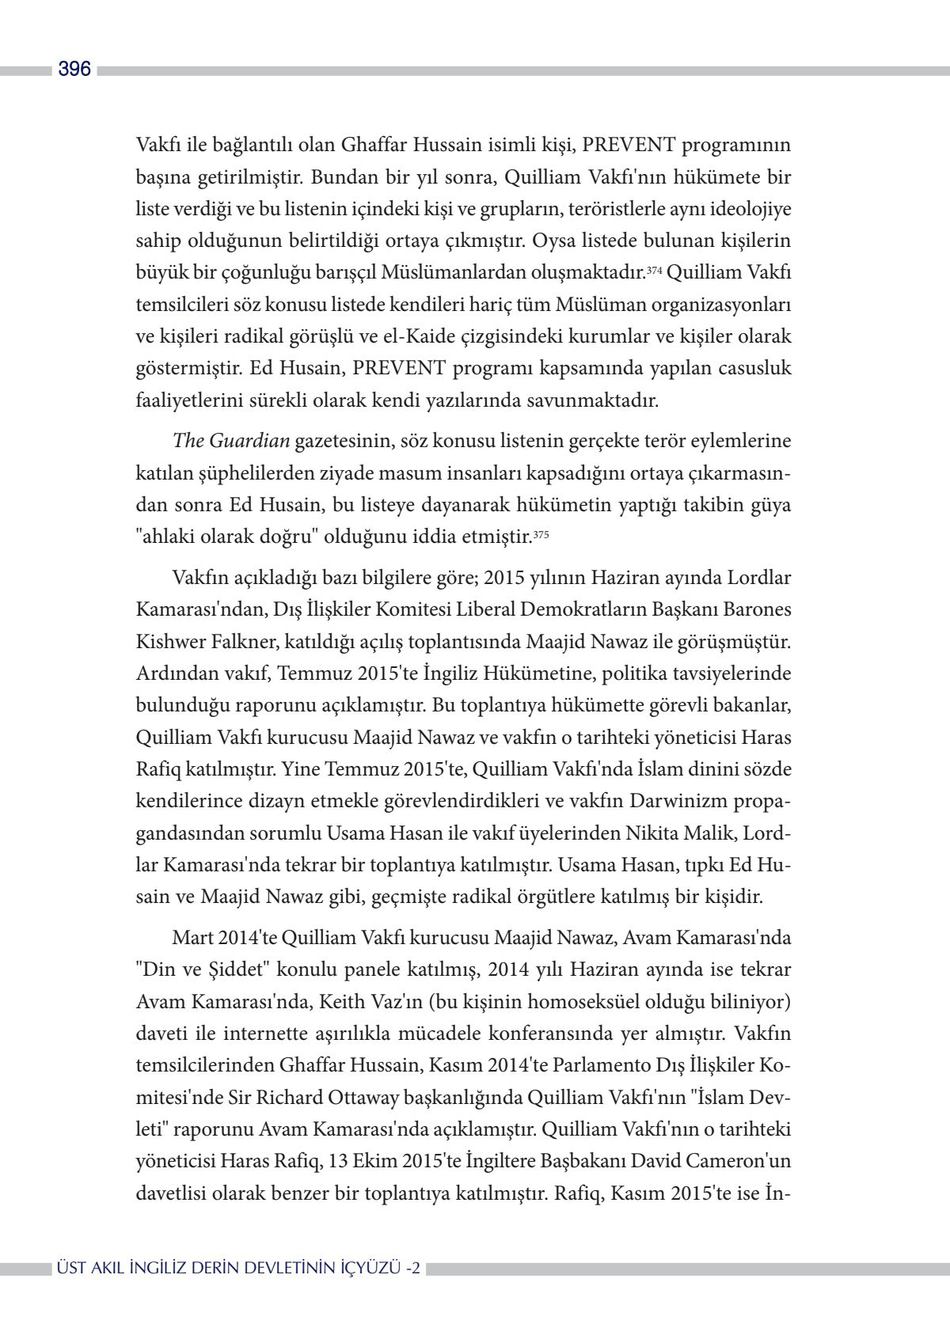 396
Vakfı ile bağlantılı olan Ghaffar Hussain isimli kişi, PREVENT programının
başına getirilmiştir. Bundan bir yıl sonra, Quilliam Vakfı'nın hükümete bir
liste verdiği ve bu listenin içindeki kişi ve grupların, teröristlerle aynı ideolojiye
sahip olduğunun belirtildiği ortaya çıkmıştır. Oysa listede bulunan kişilerin
büyük bir çoğunluğu barışçıl Müslümanlardan oluşmaktadır.³⁷⁴ Quilliam Vakfı
temsilcileri söz konusu listede kendileri hariç tüm Müslüman organizasyonları
ve kişileri radikal görüşlü ve el-Kaide çizgisindeki kurumlar ve kişiler olarak
göstermiştir. Ed Husain, PREVENT programı kapsamında yapılan casusluk
faaliyetlerini sürekli olarak kendi yazılarında savunmaktadır.
The Guardian gazetesinin, söz konusu listenin gerçekte terör eylemlerine
katılan şüphelilerden ziyade masum insanları kapsadığını ortaya çıkarmasın-
dan sonra Ed Husain, bu listeye dayanarak hükümetin yaptığı takibin güya
"ahlaki olarak doğru" olduğunu iddia etmiştir.³⁷⁵
Vakfın açıkladığı bazı bilgilere göre; 2015 yılının Haziran ayında Lordlar
Kamarası'ndan, Dış İlişkiler Komitesi Liberal Demokratların Başkanı Barones
Kishwer Falkner, katıldığı açılış toplantısında Maajid Nawaz ile görüşmüştür.
Ardından vakıf, Temmuz 2015'te İngiliz Hükümetine, politika tavsiyelerinde
bulunduğu raporunu açıklamıştır. Bu toplantıya hükümette görevli bakanlar,
Quilliam Vakfı kurucusu Maajid Nawaz ve vakfın o tarihteki yöneticisi Haras
Rafiq katılmıştır. Yine Temmuz 2015'te, Quilliam Vakfı'nda İslam dinini sözde
kendilerince dizayn etmekle görevlendirdikleri ve vakfın Darwinizm propa-
gandasından sorumlu Usama Hasan ile vakıf üyelerinden Nikita Malik, Lord-
lar Kamarası'nda tekrar bir toplantıya katılmıştır. Usama Hasan, tıpkı Ed Hu-
sain ve Maajid Nawaz gibi, geçmişte radikal örgütlere katılmış bir kişidir.
Mart 2014'te Quilliam Vakfı kurucusu Maajid Nawaz, Avam Kamarası'nda
"Din ve Şiddet" konulu panele katılmış, 2014 yılı Haziran ayında ise tekrar
Avam Kamarası'nda, Keith Vaz'ın (bu kişinin homoseksüel olduğu biliniyor)
daveti ile internette aşırılıkla mücadele konferansında yer almıştır. Vakfın
temsilcilerinden Ghaffar Hussain, Kasım 2014'te Parlamento Dış İlişkiler Ko-
mitesi'nde Sir Richard Ottaway başkanlığında Quilliam Vakfı'nın "İslam Dev-
leti" raporunu Avam Kamarası'nda açıklamıştır. Quilliam Vakfı'nın o tarihteki
yöneticisi Haras Rafiq, 13 Ekim 2015'te İngiltere Başbakanı David Cameron'un
davetlisi olarak benzer bir toplantıya katılmıştır. Rafiq, Kasım 2015'te ise İn-
ÜST AKIL İNGİLİZ DERİN DEVLETİNİN İÇYÜZÜ -2